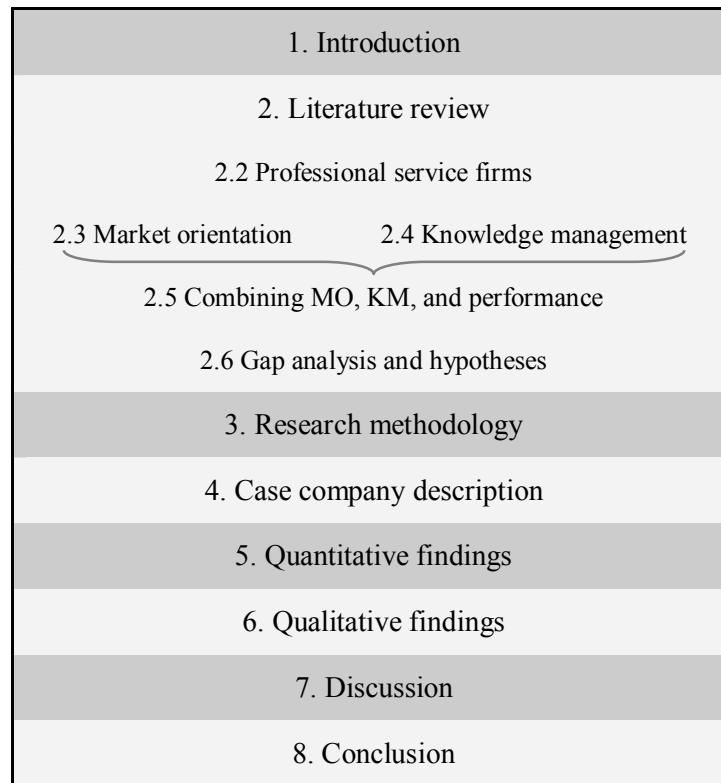 1. Introduction
2. Literature review
2.2 Professional service firms
2.3 Market orientation 2.4 Knowledge management
2.5 Combining MO, KM, and performance
2.6 Gap analysis and hypotheses
3. Research methodology
4. Case company description
5. Quantitative findings
6. Qualitative findings
7. Discussion
8. Conclusion